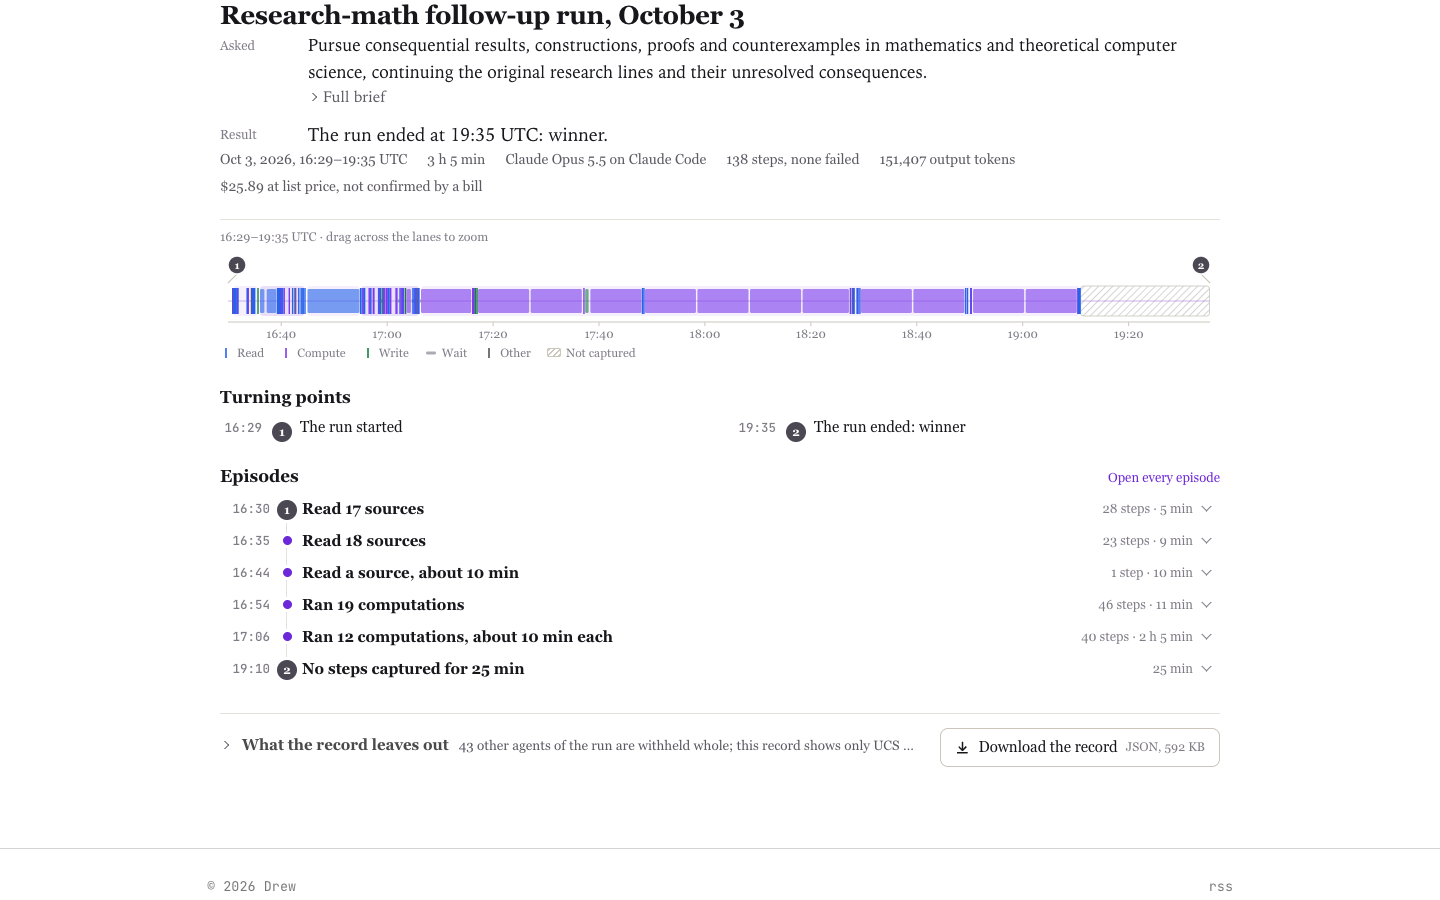 Research-math follow-up run, October 3
Asked
Pursue consequential results, constructions, proofs and counterexamples in mathematics and theoretical computer
science, continuing the original research lines and their unresolved consequences.
Full brief
Result
The run ended at 19:35 UTC: winner.
Oct 3, 2026, 16:29–19:35 UTC 3 h 5 min Claude Opus 5.5 on Claude Code 138 steps, none failed 151,407 output tokens
$25.89 at list price, not confirmed by a bill
16:29–19:35 UTC · drag across the lanes to zoom
1 2
16:40 17:00 17:20 17:40 18:00 18:20 18:40 19:00 19:20
Read Compute Write Wait Other Not captured
Turning points
16:29 1 The run started
19:35 2 The run ended: winner
Episodes
Open every episode
16:30 1 Read 17 sources 28 steps · 5 min
16:35 Read 18 sources 23 steps · 9 min
16:44 Read a source, about 10 min 1 step · 10 min
16:54 Ran 19 computations 46 steps · 11 min
17:06 Ran 12 computations, about 10 min each 40 steps · 2 h 5 min
19:10 2 No steps captured for 25 min 25 min
What the record leaves out 43 other agents of the run are withheld whole; this record shows only UCS ...
Download the record JSON, 592 KB
© 2026 Drew
rss